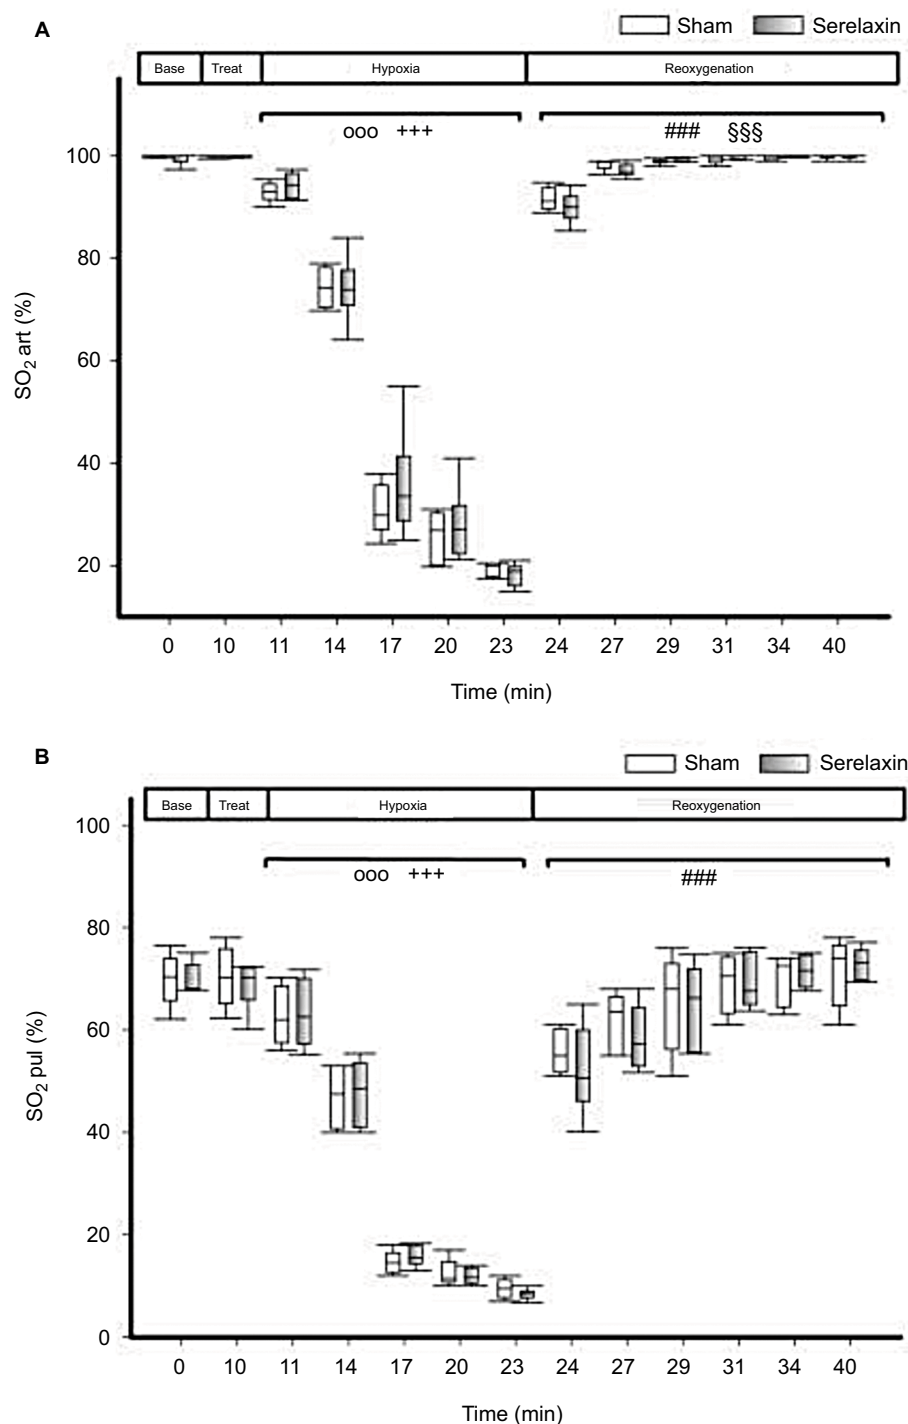 A
Sham Serelaxin
Base Treat Hypoxia Reoxygenation
ooo +++ ### §§§
100
80
60
40
20
SO2 art (%)
0 10 11 14 17 20 23 24 27 29 31 34 40
Time (min)
B
Sham Serelaxin
Base Treat Hypoxia Reoxygenation
100
ooo +++ ###
80
60
40
20
0
SO2 pul (%)
0 10 11 14 17 20 23 24 27 29 31 34 40
Time (min)